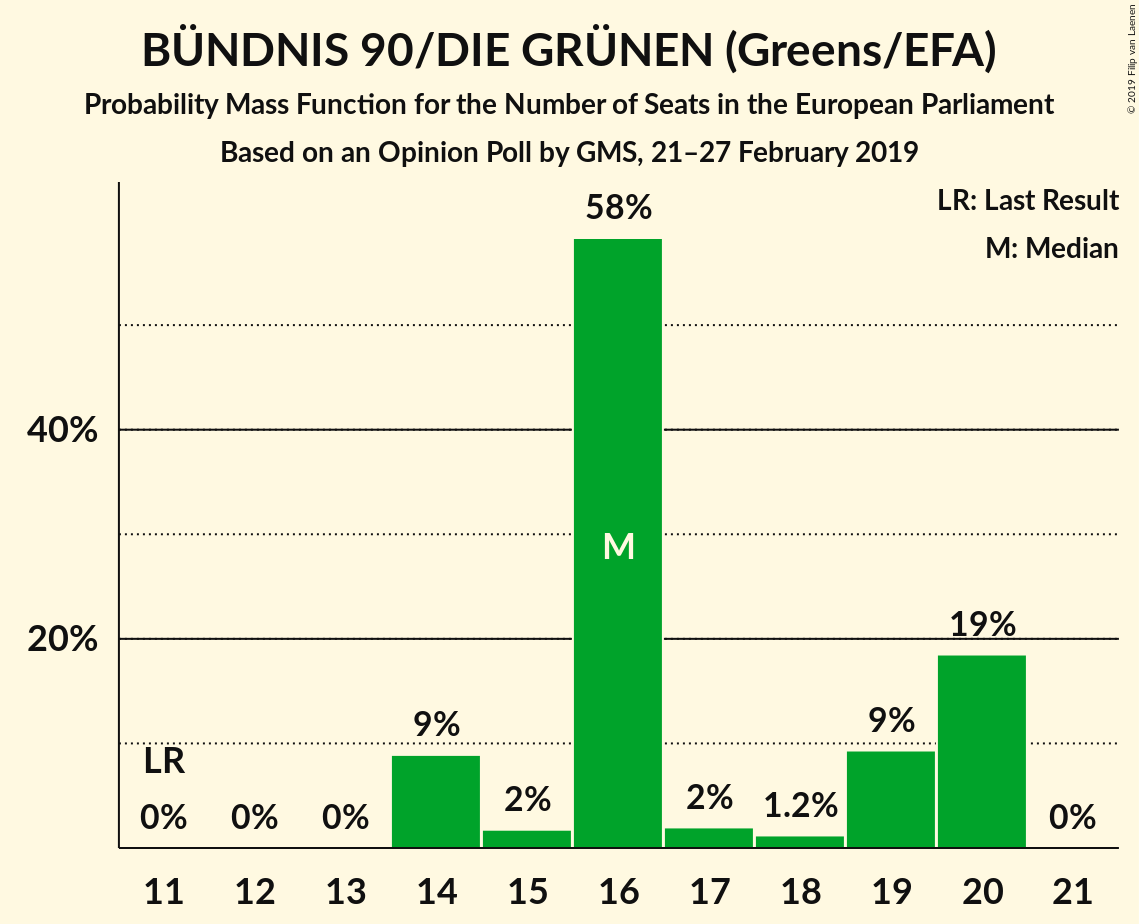 BÜNDNIS 90/DIE GRÜNEN (Greens/EFA)
Probability Mass Function for the Number of Seats in the European Parliament
Based on an Opinion Poll by GMS, 21–27 February 2019
© 2019 Filip van Laenen
LR: Last Result
M: Median
58%
40%
M
20%
19%
9%
9%
LR
0%
0%
0%
2%
2%
1.2%
0%
11 12 13 14 15 16 17 18 19 20 21